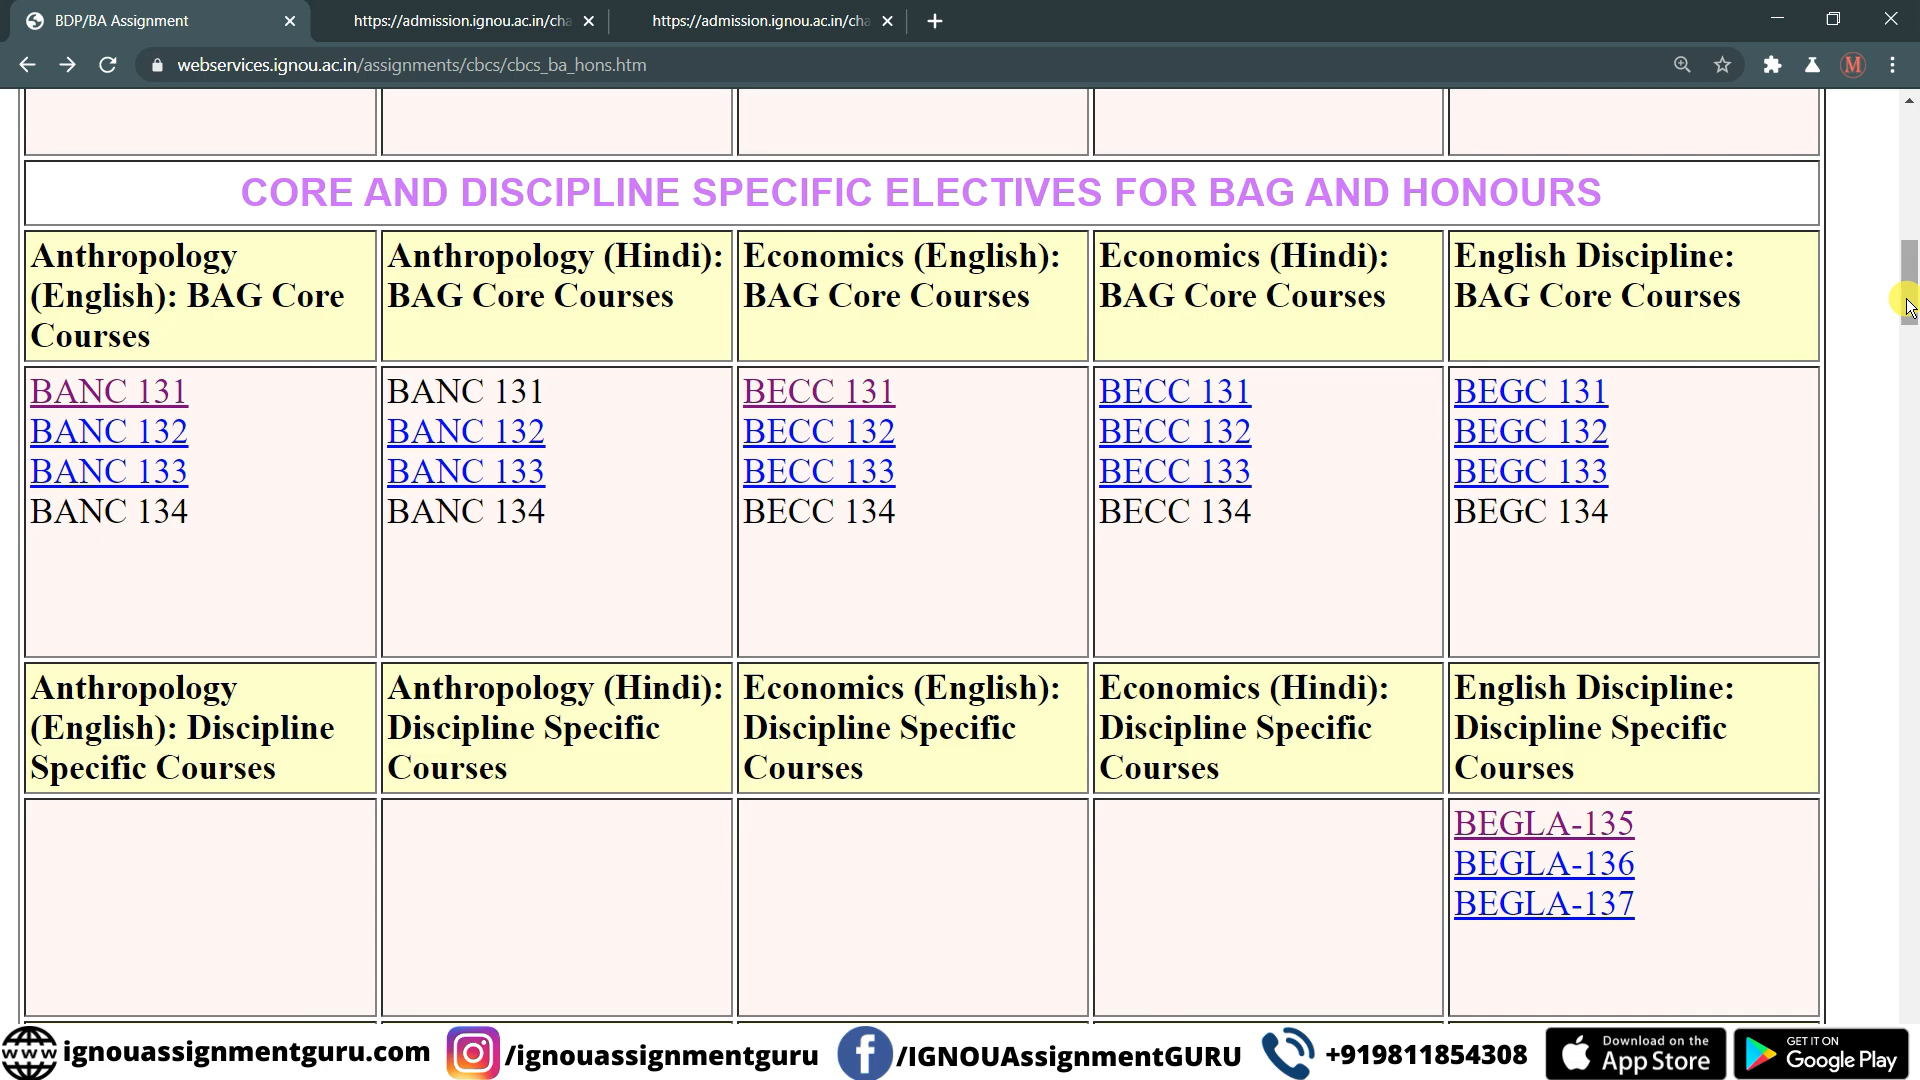 BDP/BA Assignment
https://admission.ignou.ac.in/cha
https://admission.ignou.ac.in/cha
webservices.ignou.ac.in/assignments/cbcs/cbcs_ba_hons.htm
M
CORE AND DISCIPLINE SPECIFIC ELECTIVES FOR BAG AND HONOURS
Anthropology
(English): BAG Core
Courses
Anthropology (Hindi):
BAG Core Courses
Economics (English):
BAG Core Courses
Economics (Hindi):
BAG Core Courses
English Discipline:
BAG Core Courses
BANC 131
BANC 132
BANC 133
BANC 134
BANC 131
BANC 132
BANC 133
BANC 134
BECC 131
BECC 132
BECC 133
BECC 134
BECC 131
BECC 132
BECC 133
BECC 134
BEGC 131
BEGC 132
BEGC 133
BEGC 134
Anthropology
(English): Discipline
Specific Courses
Anthropology (Hindi):
Discipline Specific
Courses
Economics (English):
Discipline Specific
Courses
Economics (Hindi):
Discipline Specific
Courses
English Discipline:
Discipline Specific
Courses
BEGLA-135
BEGLA-136
BEGLA-137
www
ignouassignmentguru.com
/ignouassignmentguru
/IGNOUAssignmentGURU
+919811854308
Download on the
App Store
GET IT ON
Google Play